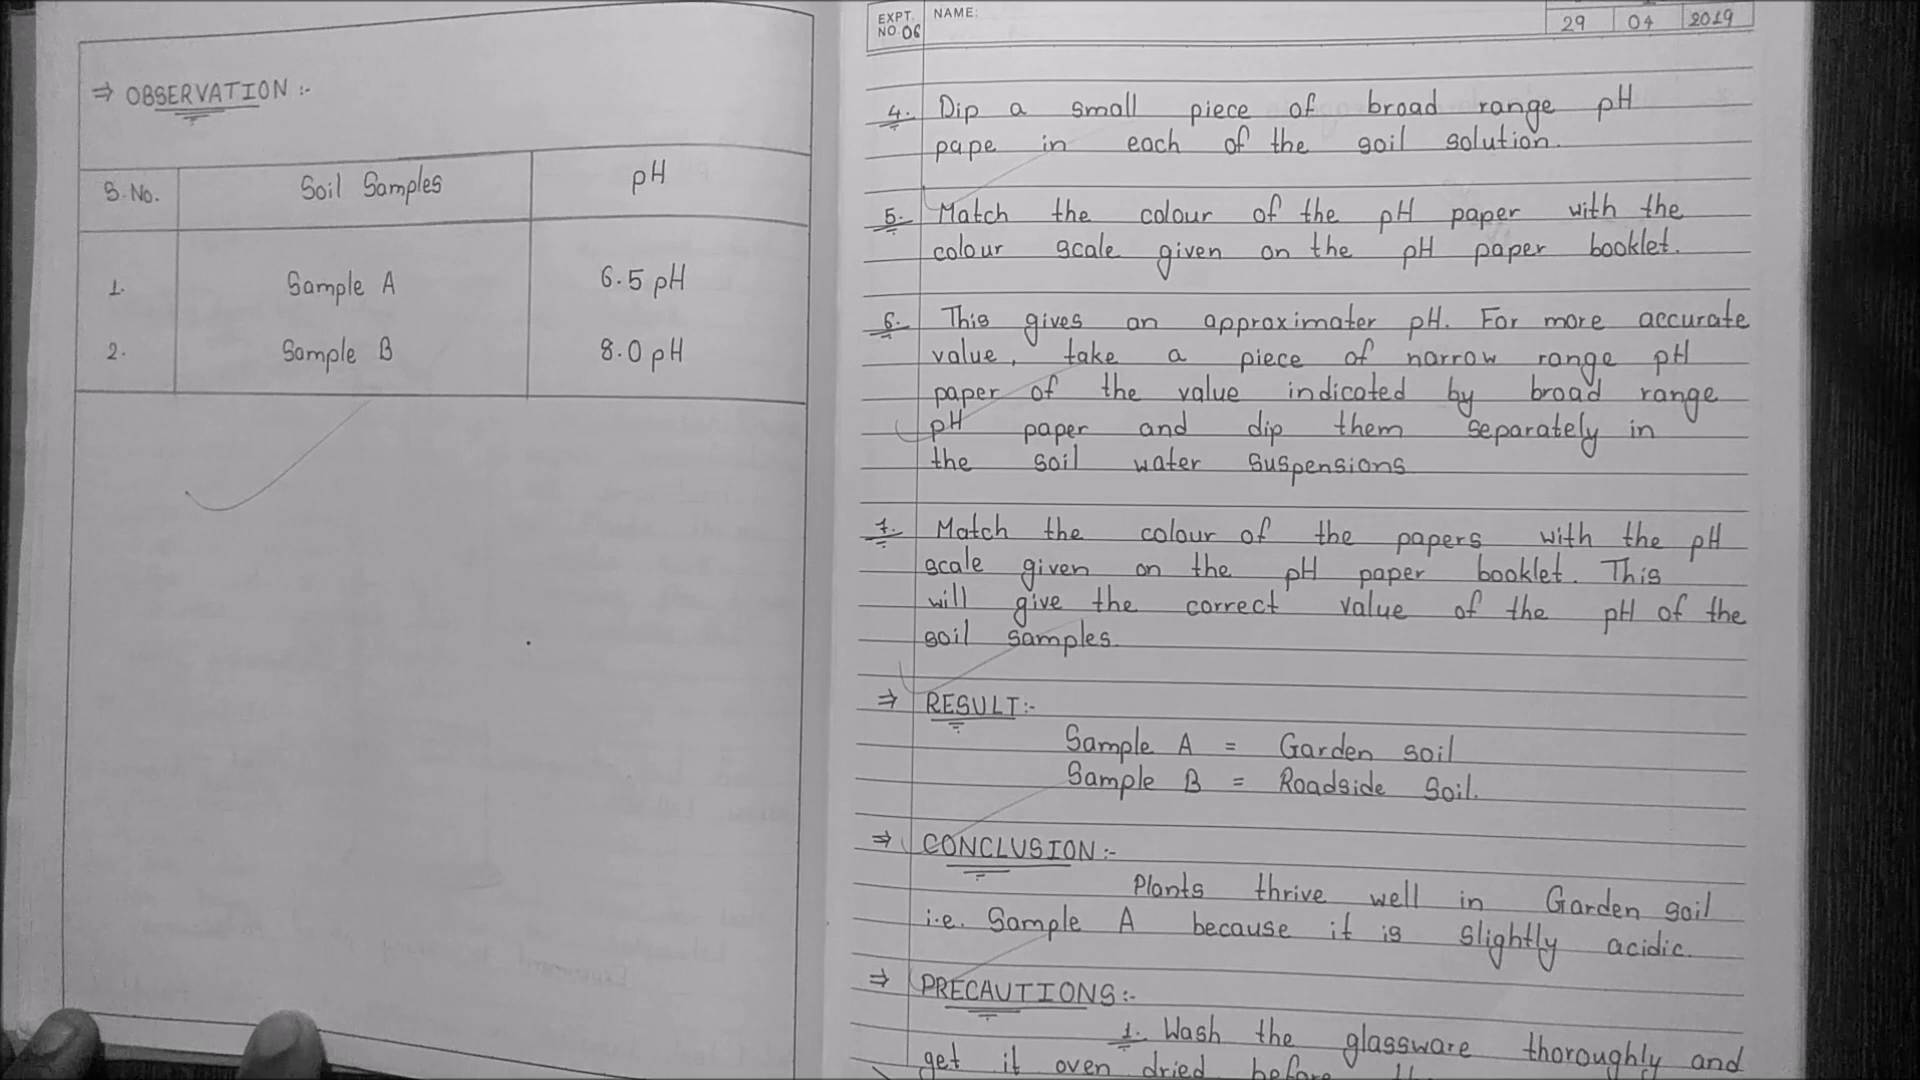 ⇒ OBSERVATION :-
S.No. Soil Samples pH
1. Sample A 6.5 pH
2. Sample B 8.0 pH
EXPT. NO. 06 NAME: 29 04 2019
4. Dip a small piece of broad range pH
pape in each of the soil solution.
5. Match the colour of the pH paper with the
colour scale given on the pH paper booklet.
6. This gives an approximater pH. For more accurate
value, take a piece of narrow range pH
paper of the value indicated by broad range
pH paper and dip them separately in
the soil water suspensions
7. Match the colour of the papers with the pH
scale given on the pH paper booklet. This
will give the correct value of the pH of the
soil samples.
⇒ RESULT:-
Sample A = Garden soil
Sample B = Roadside Soil.
⇒ CONCLUSION:-
Plants thrive well in Garden soil
i.e. Sample A because it is slightly acidic.
⇒ PRECAUTIONS:-
1. Wash the glassware thoroughly and
get it oven dried before